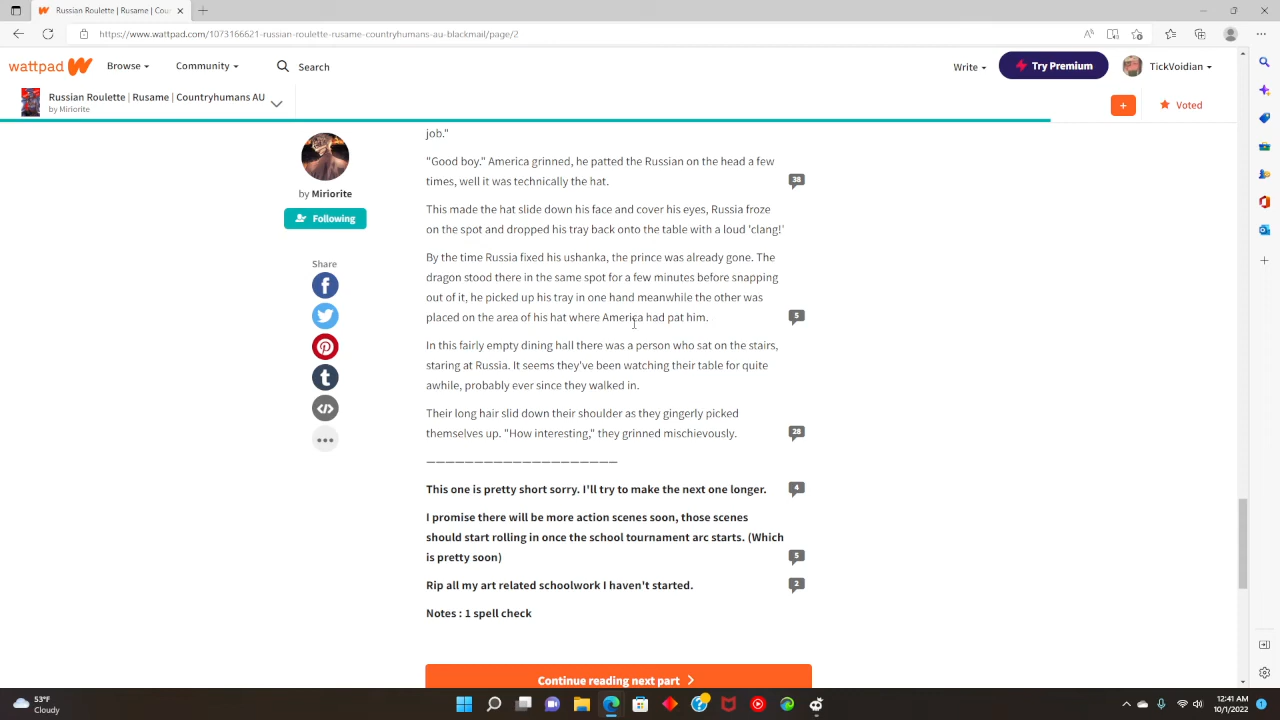 Russian Roulette | Rusame | Cou
https://www.wattpad.com/1073166621-russian-roulette-rusame-countryhumans-au-blackmail/page/2
wattpad
Browse
Community
Search
Write
Try Premium
TickVoidian
Russian Roulette | Rusame | Countryhumans AU
by Miriorite
+
Voted
by Miriorite
Following
Share
job."
"Good boy." America grinned, he patted the Russian on the head a few
times, well it was technically the hat.
38
This made the hat slide down his face and cover his eyes, Russia froze
on the spot and dropped his tray back onto the table with a loud 'clang!'
By the time Russia fixed his ushanka, the prince was already gone. The
dragon stood there in the same spot for a few minutes before snapping
out of it, he picked up his tray in one hand meanwhile the other was
placed on the area of his hat where America had pat him.
5
In this fairly empty dining hall there was a person who sat on the stairs,
staring at Russia. It seems they've been watching their table for quite
awhile, probably ever since they walked in.
Their long hair slid down their shoulder as they gingerly picked
themselves up. "How interesting," they grinned mischievously.
28
————————————————————
This one is pretty short sorry. I'll try to make the next one longer.
4
I promise there will be more action scenes soon, those scenes
should start rolling in once the school tournament arc starts. (Which
is pretty soon)
5
Rip all my art related schoolwork I haven't started.
2
Notes : 1 spell check
Continue reading next part
53°F
Cloudy
12:41 AM
10/1/2022